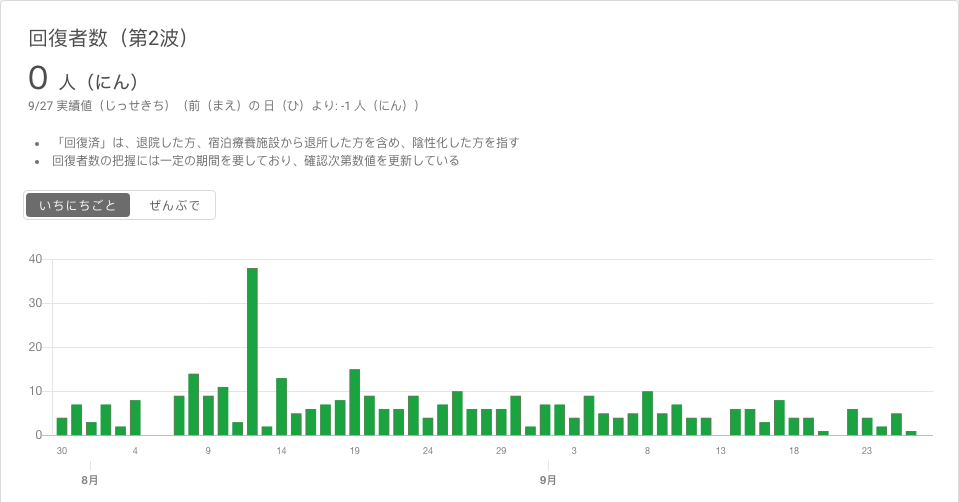 回復者数（第2波）
0 人（にん）
9/27 実績値（じっせきち）（前（まえ）の 日（ひ）より: -1 人（にん））
• 「回復済」は、退院した方、宿泊療養施設から退所した方を含め、陰性化した方を指す
• 回復者数の把握には一定の期間を要しており、確認次第数値を更新している
いちにちごと ぜんぶで
40
30
20
10
0
30 4 9 14 19 24 29 3 8 13 18 23
8月 9月